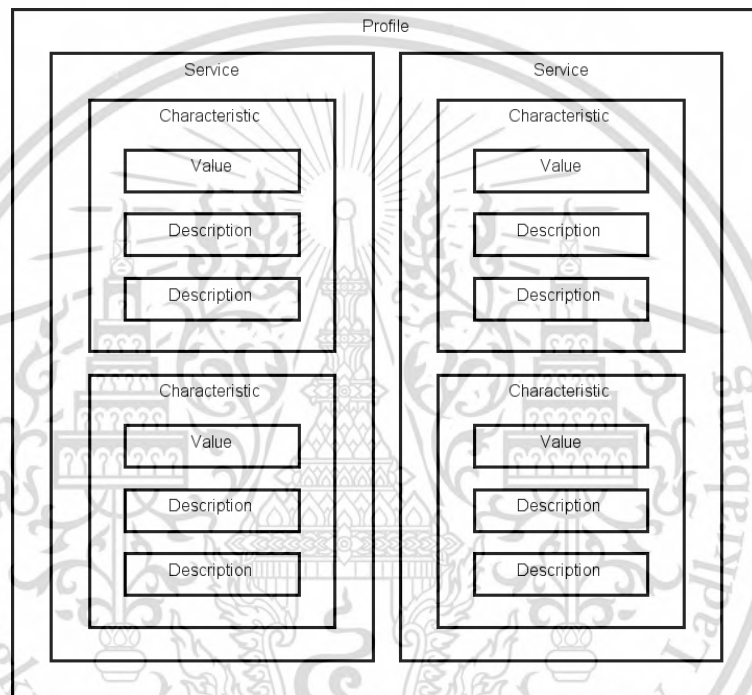 Profile
Service
Characteristic
Value
Description
Description
Characteristic
Value
Description
Description
Service
Characteristic
Value
Description
Description
Characteristic
Value
Description
Description
Ladkrabang